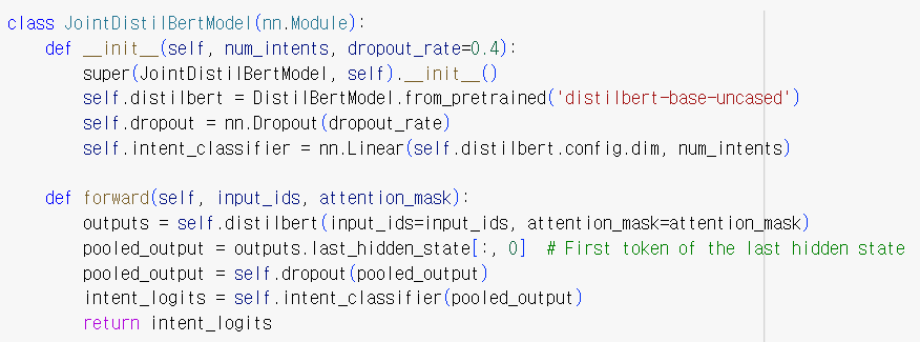 class JointDistilBertModel(nn.Module):
    def __init__(self, num_intents, dropout_rate=0.4):
        super(JointDistilBertModel, self).__init__()
        self.distilbert = DistilBertModel.from_pretrained('distilbert-base-uncased')
        self.dropout = nn.Dropout(dropout_rate)
        self.intent_classifier = nn.Linear(self.distilbert.config.dim, num_intents)

    def forward(self, input_ids, attention_mask):
        outputs = self.distilbert(input_ids=input_ids, attention_mask=attention_mask)
        pooled_output = outputs.last_hidden_state[:, 0]  # First token of the last hidden state
        pooled_output = self.dropout(pooled_output)
        intent_logits = self.intent_classifier(pooled_output)
        return intent_logits